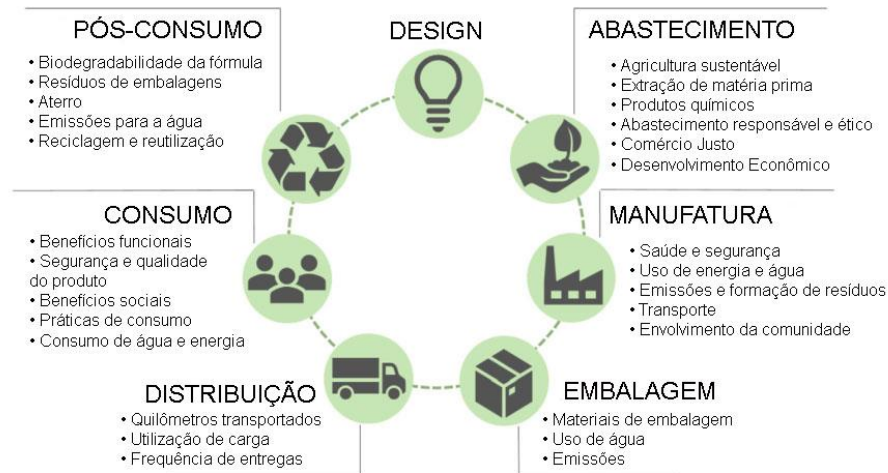 DESIGN
ABASTECIMENTO
• Agricultura sustentável
• Extração de matéria prima
• Produtos químicos
• Abastecimento responsável e ético
• Comércio Justo
• Desenvolvimento Econômico
MANUFATURA
• Saúde e segurança
• Uso de energia e água
• Emissões e formação de resíduos
• Transporte
• Envolvimento da comunidade
EMBALAGEM
• Materiais de embalagem
• Uso de água
• Emissões
DISTRIBUIÇÃO
• Quilômetros transportados
• Utilização de carga
• Frequência de entregas
CONSUMO
• Benefícios funcionais
• Segurança e qualidade
do produto
• Benefícios sociais
• Práticas de consumo
• Consumo de água e energia
PÓS-CONSUMO
• Biodegradabilidade da fórmula
• Resíduos de embalagens
• Aterro
• Emissões para a água
• Reciclagem e reutilização